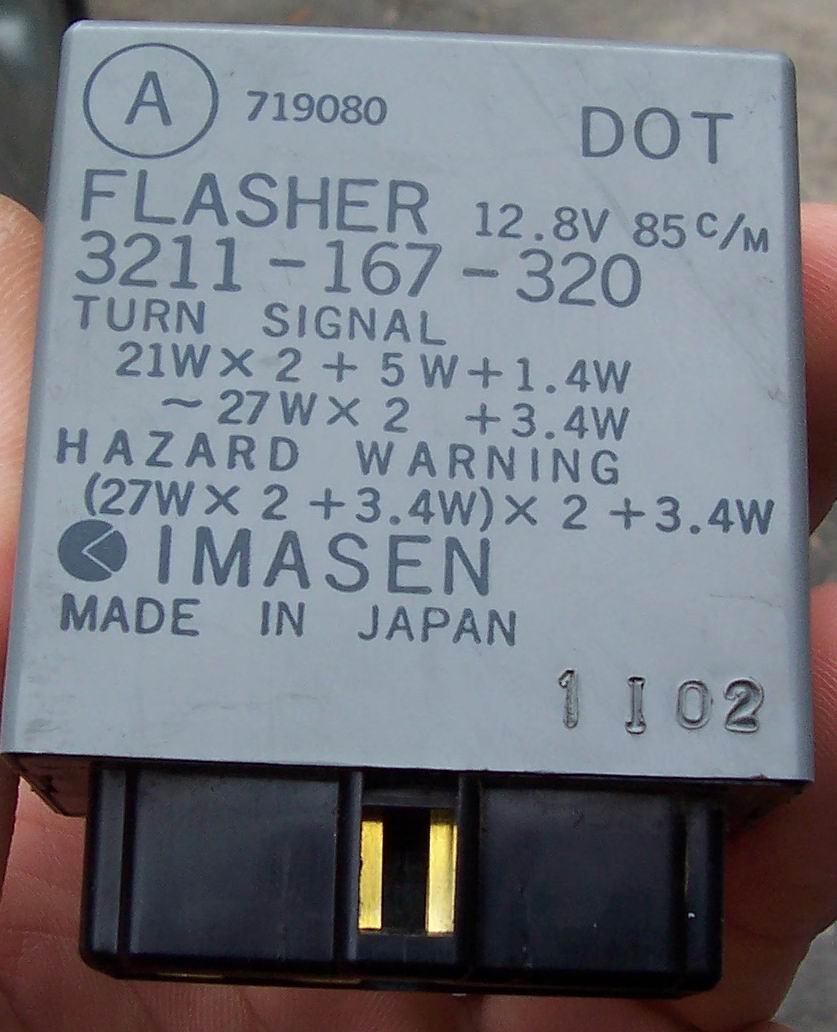 A 719080 DOT
FLASHER 12.8V 85C/M
3211-167-320
TURN SIGNAL
21W×2+5W+1.4W
~27W×2 +3.4W
HAZARD WARNING
(27W×2+3.4W)×2+3.4W
IMASEN
MADE IN JAPAN
1 I02